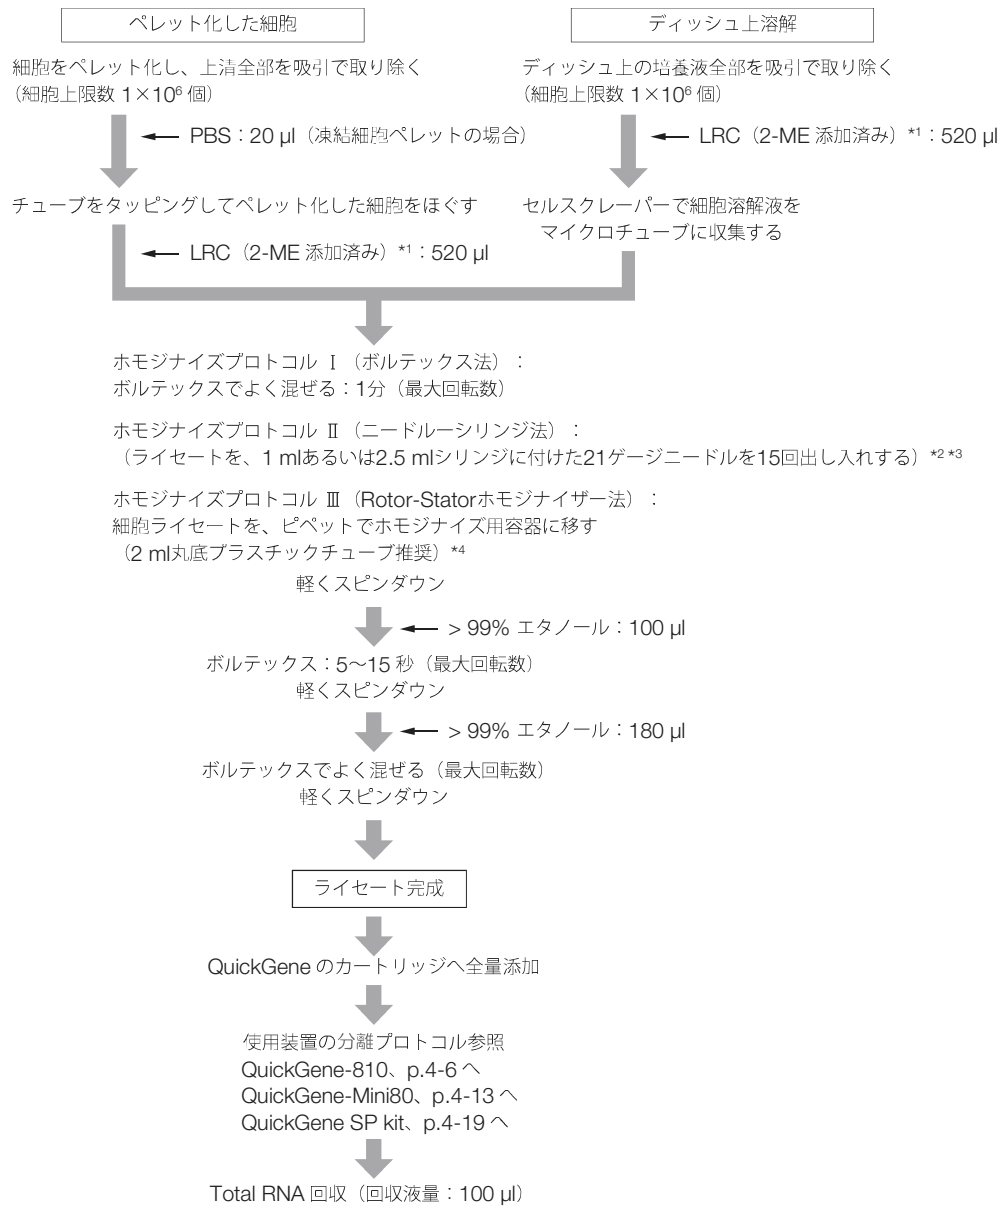 ペレット化した細胞
細胞をペレット化し、上清全部を吸引で取り除く
（細胞上限数 1×10⁶ 個）
PBS：20 µl（凍結細胞ペレットの場合）
チューブをタッピングしてペレット化した細胞をほぐす
LRC（2-ME 添加済み）*¹：520 µl
ディッシュ上溶解
ディッシュ上の培養液全部を吸引で取り除く
（細胞上限数 1×10⁶ 個）
LRC（2-ME 添加済み）*¹：520 µl
セルスクレーパーで細胞溶解液を
マイクロチューブに収集する
ホモジナイズプロトコル Ⅰ（ボルテックス法）：
ボルテックスでよく混ぜる：1分（最大回転数）
ホモジナイズプロトコル Ⅱ（ニードルーシリンジ法）：
（ライセートを、1 mlあるいは2.5 mlシリンジに付けた21ゲージニードルを15回出し入れする）*² *³
ホモジナイズプロトコル Ⅲ（Rotor-Statorホモジナイザー法）：
細胞ライセートを、ピペットでホモジナイズ用容器に移す
（2 ml丸底プラスチックチューブ推奨）*⁴
軽くスピンダウン
> 99% エタノール：100 µl
ボルテックス：5～15 秒（最大回転数）
軽くスピンダウン
> 99% エタノール：180 µl
ボルテックスでよく混ぜる（最大回転数）
軽くスピンダウン
ライセート完成
QuickGene のカートリッジへ全量添加
使用装置の分離プロトコル参照
QuickGene-810、p.4-6 へ
QuickGene-Mini80、p.4-13 へ
QuickGene SP kit、p.4-19 へ
Total RNA 回収（回収液量：100 µl）